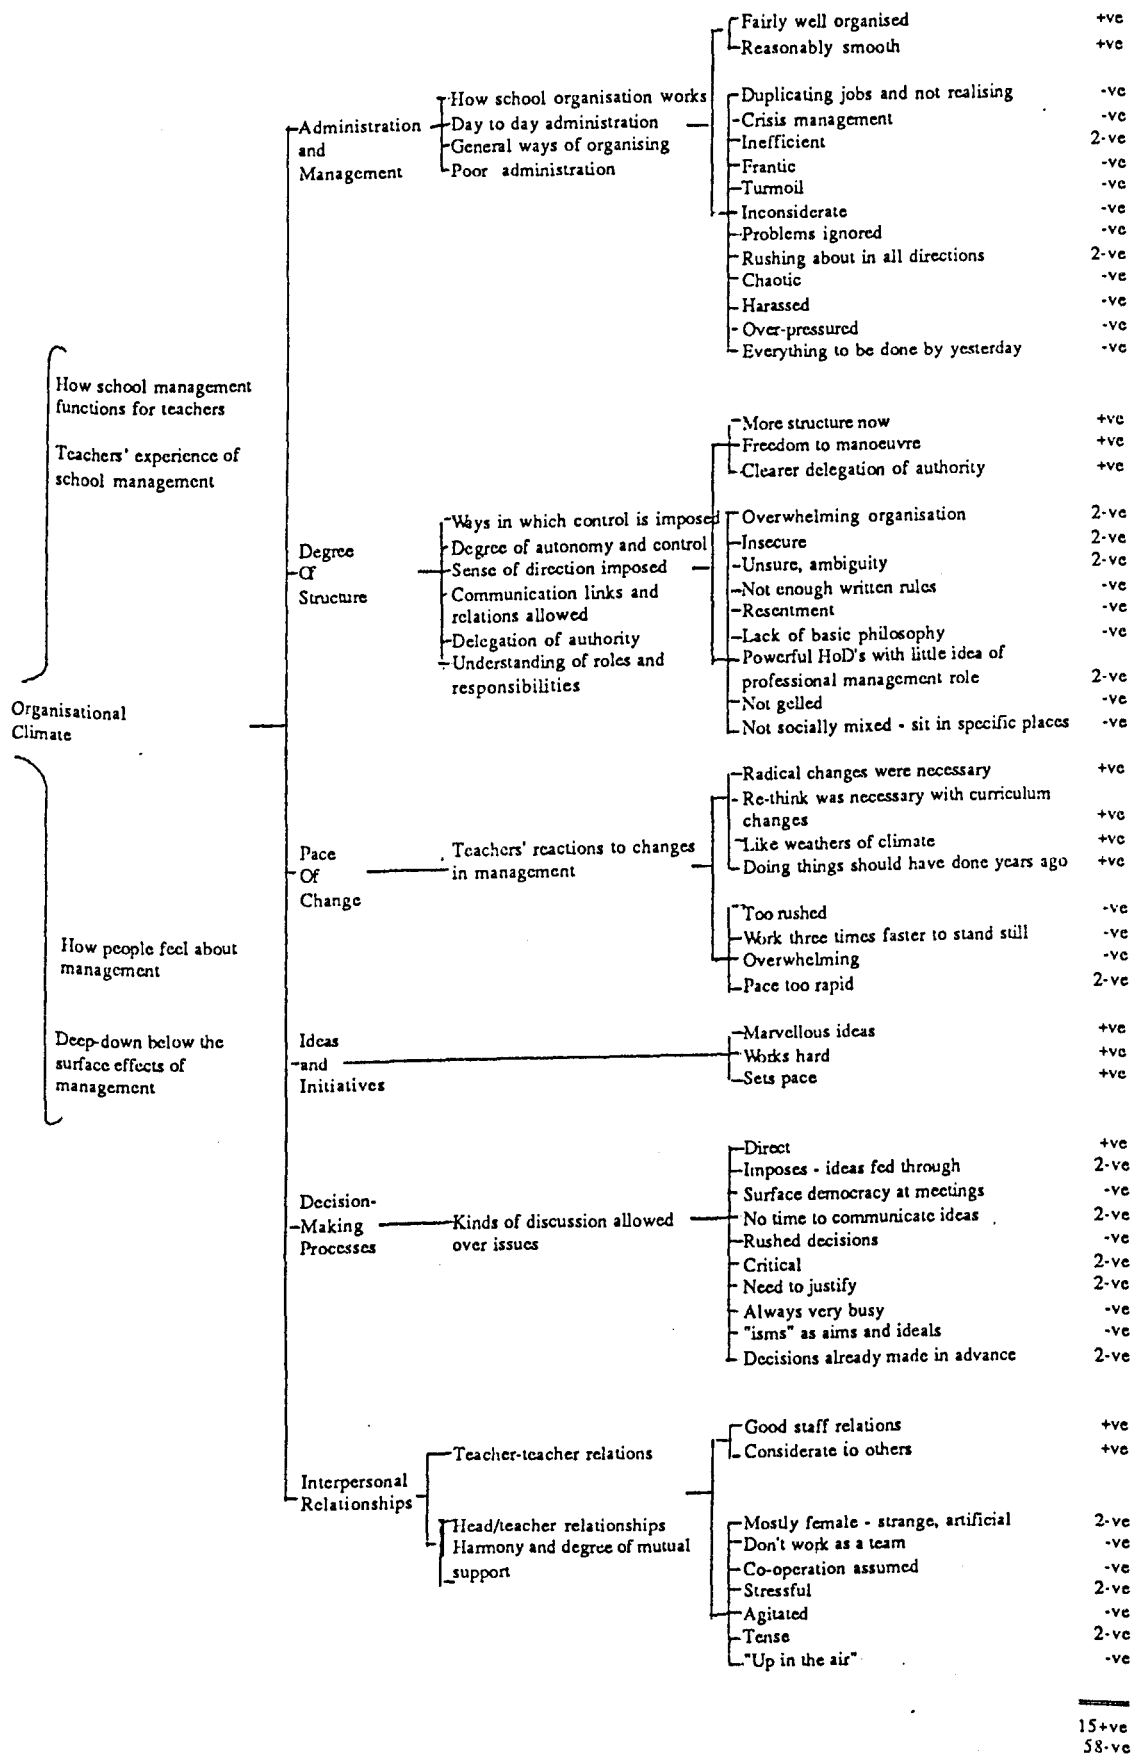 Fairly well organised +ve
Reasonably smooth +ve
Administration
and
Management
How school organisation works
Day to day administration
General ways of organising
Poor administration
Duplicating jobs and not realising -ve
Crisis management -ve
Inefficient 2-ve
Frantic -ve
Turmoil -ve
Inconsiderate -ve
Problems ignored -ve
Rushing about in all directions 2-ve
Chaotic -ve
Harassed -ve
Over-pressured -ve
Everything to be done by yesterday -ve
How school management
functions for teachers
Teachers' experience of
school management
More structure now +ve
Freedom to manoeuvre +ve
Clearer delegation of authority +ve
Degree
Of
Structure
Ways in which control is imposed
Degree of autonomy and control
Sense of direction imposed
Communication links and
relations allowed
Delegation of authority
Understanding of roles and
responsibilities
Overwhelming organisation 2-ve
Insecure 2-ve
Unsure, ambiguity 2-ve
Not enough written rules -ve
Resentment -ve
Lack of basic philosophy -ve
Powerful HoD's with little idea of
professional management role 2-ve
Not gelled -ve
Not socially mixed - sit in specific places -ve
Organisational
Climate
Pace
Of
Change
Teachers' reactions to changes
in management
Radical changes were necessary +ve
Re-think was necessary with curriculum
changes +ve
Like weathers of climate +ve
Doing things should have done years ago +ve
Too rushed -ve
Work three times faster to stand still -ve
Overwhelming -ve
Pace too rapid 2-ve
How people feel about
management
Deep-down below the
surface effects of
management
Ideas
and
Initiatives
Marvellous ideas +ve
Works hard +ve
Sets pace +ve
Decision-
Making
Processes
Kinds of discussion allowed
over issues
Direct +ve
Imposes - ideas fed through 2-ve
Surface democracy at meetings -ve
No time to communicate ideas 2-ve
Rushed decisions -ve
Critical 2-ve
Need to justify 2-ve
Always very busy -ve
"isms" as aims and ideals -ve
Decisions already made in advance 2-ve
Interpersonal
Relationships
Teacher-teacher relations
Head/teacher relationships
Harmony and degree of mutual
support
Good staff relations +ve
Considerate to others +ve
Mostly female - strange, artificial 2-ve
Don't work as a team -ve
Co-operation assumed -ve
Stressful 2-ve
Agitated -ve
Tense 2-ve
"Up in the air" -ve
15+ve
58-ve